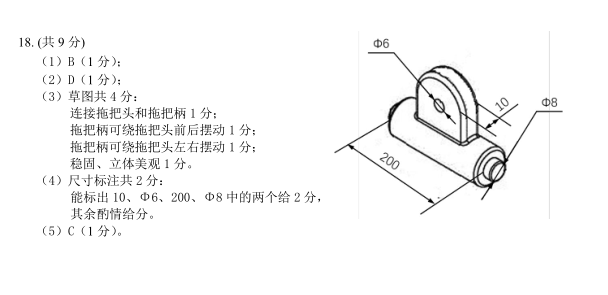 18. (共 9 分)
(1) B (1 分);
(2) D (1 分);
(3) 草图共 4 分:
连接拖把头和拖把柄 1 分;
拖把柄可绕拖把头前后摆动 1 分;
拖把柄可绕拖把头左右摆动 1 分;
稳固、立体美观 1 分。
(4) 尺寸标注共 2 分:
能标出 10、Φ6、200、Φ8 中的两个给 2 分,
其余酌情给分。
(5) C (1 分)。
Φ6
10
Φ8
200